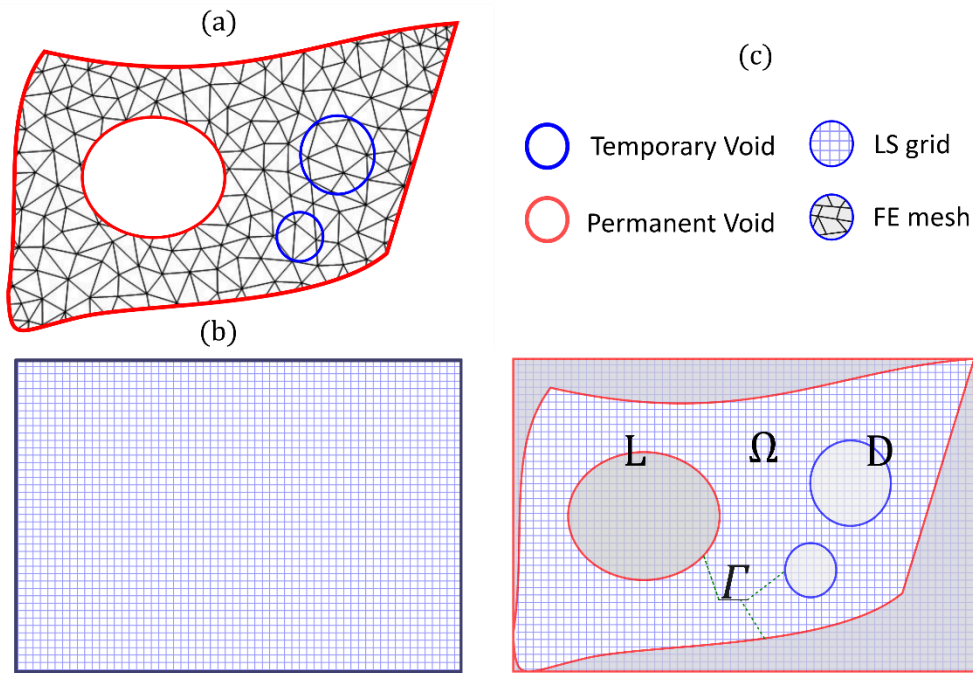 (a)
(c)
Temporary Void
LS grid
Permanent Void
FE mesh
(b)
L
Ω
D
Γ